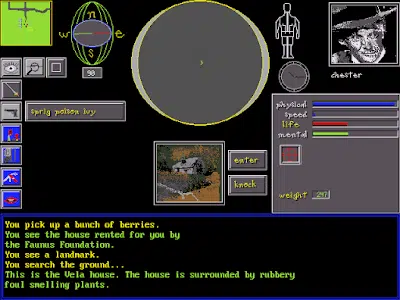 n
w e
s
90
sprig poison ivy
enter
knock
chester
physical
speed
life
mental
weight
You pick up a bunch of berries.
You see the house rented for you by
the Faunus Foundation.
You see a landmark.
You search the ground...
This is the Vela house. The house is surrounded by rubbery
foul smelling plants.